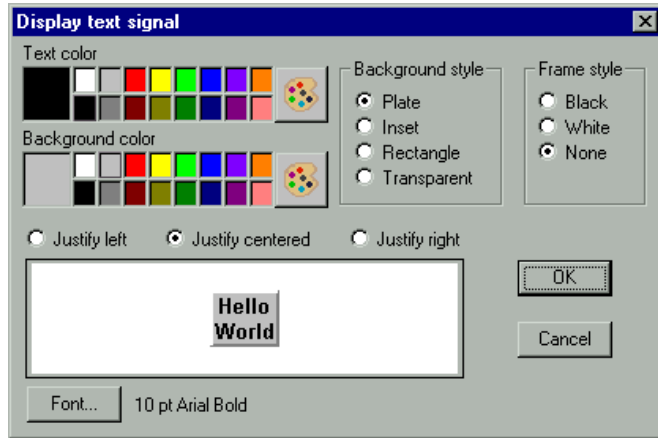 Display text signal
Text color
Background color
Background style
Plate
Inset
Rectangle
Transparent
Frame style
Black
White
None
Justify left Justify centered Justify right
Hello
World
OK
Cancel
Font... 10 pt Arial Bold